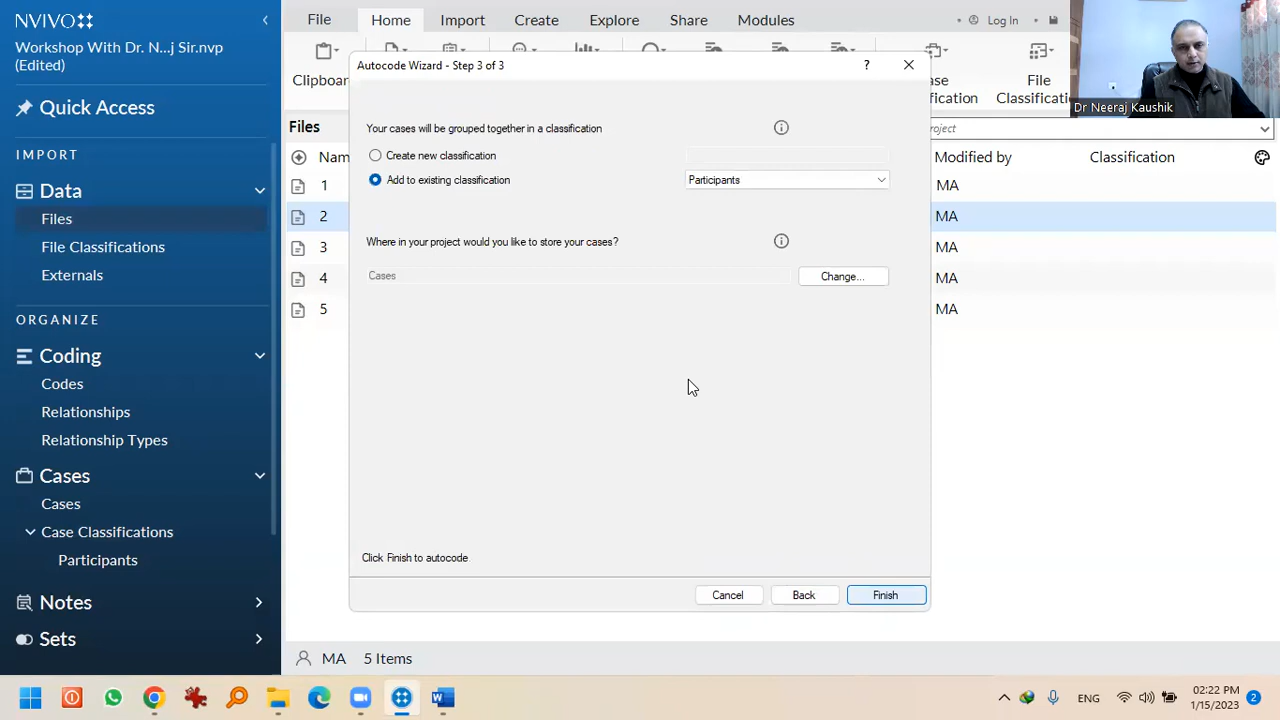 NVIVO
Workshop With Dr. N...j Sir.nvp
(Edited)
Quick Access
IMPORT
Data
Files
File Classifications
Externals
ORGANIZE
Coding
Codes
Relationships
Relationship Types
Cases
Cases
Case Classifications
Participants
Notes
Sets
File Home Import Create Explore Share Modules
Log In
Clipboa
Files
Nam
1
2
3
4
5
Autocode Wizard - Step 3 of 3
?
Your cases will be grouped together in a classification
Create new classification
Add to existing classification
Participants
Where in your project would you like to store your cases?
Cases
Change...
Click Finish to autocode
Cancel Back Finish
File
Classificati
Dr Neeraj Kaushik
roject
Modified by Classification
MA
MA
MA
MA
MA
MA 5 Items
ENG
02:22 PM
1/15/2023
2